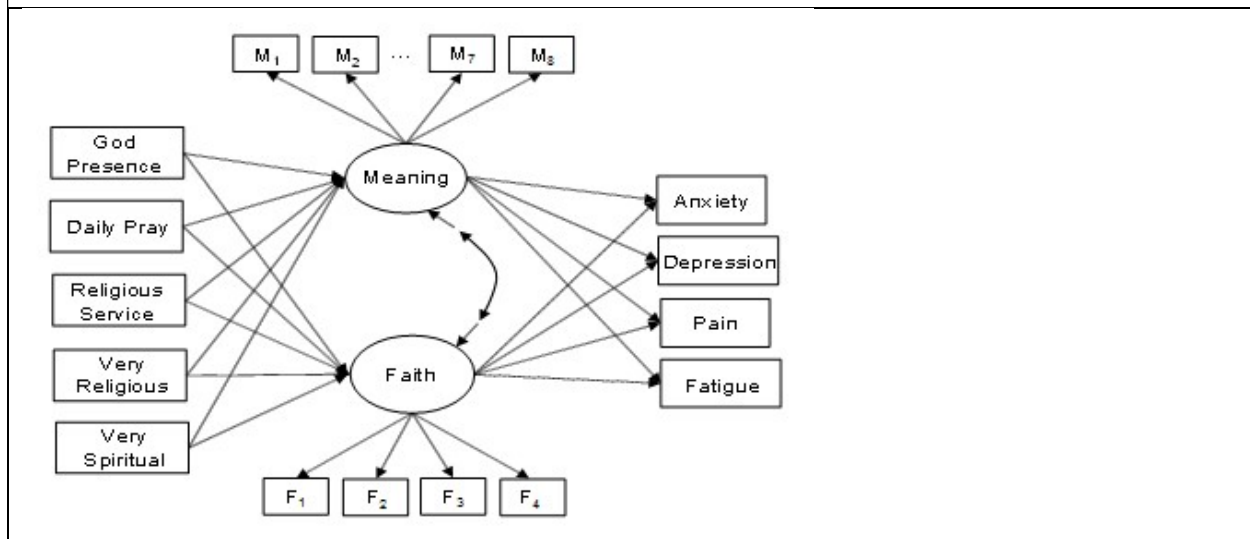 M1
M2
...
M7
M8
God
Presence
Daily Pray
Religious
Service
Very
Religious
Very
Spiritual
Meaning
Faith
Anxiety
Depression
Pain
Fatigue
F1
F2
F3
F4